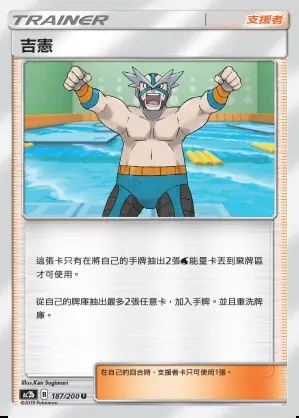 TRAINER
支援者
吉憲
這張卡只有在將自己的手牌抽出2張能量卡丟到棄牌區
才可使用。
從自己的牌庫抽出最多2張任意卡,加入手牌。並且重洗牌
庫。
Illus.Ken Sugimori
在自己的回合時,支援者卡只可使用1張。
AC2b B 187/200 U
©2019 Pokémon